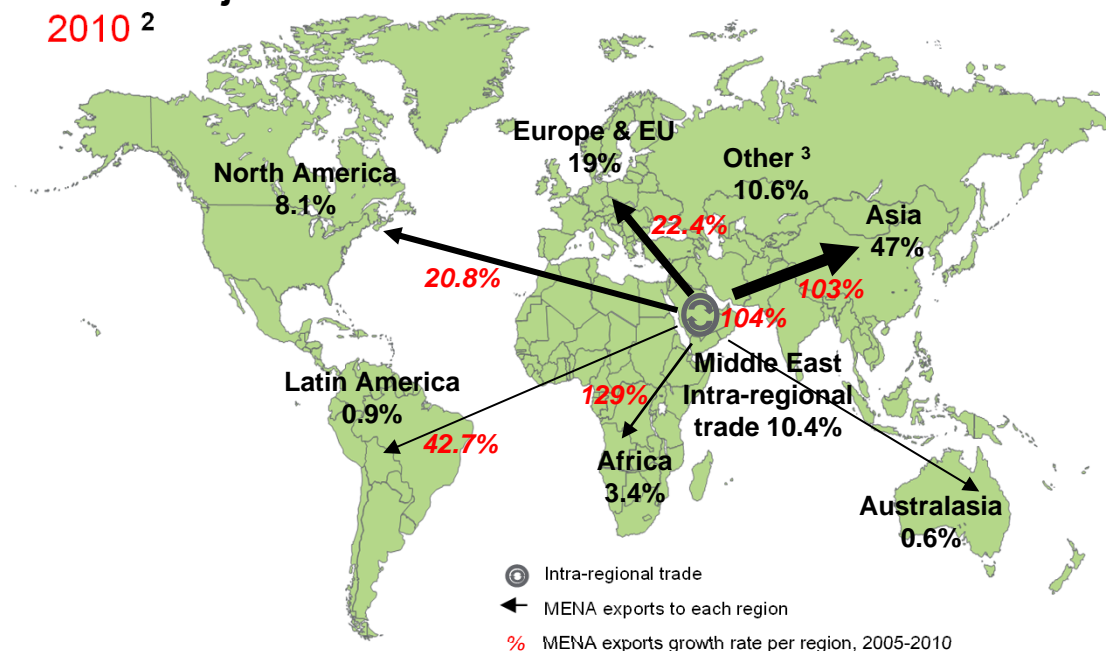 2010 2
Europe & EU
19%
North America
8.1%
Other 3
10.6%
Asia
47%
22.4%
20.8%
103%
104%
Middle East
Intra-regional
trade 10.4%
Latin America
0.9%
129%
42.7%
Africa
3.4%
Australasia
0.6%
Intra-regional trade
MENA exports to each region
% MENA exports growth rate per region, 2005-2010